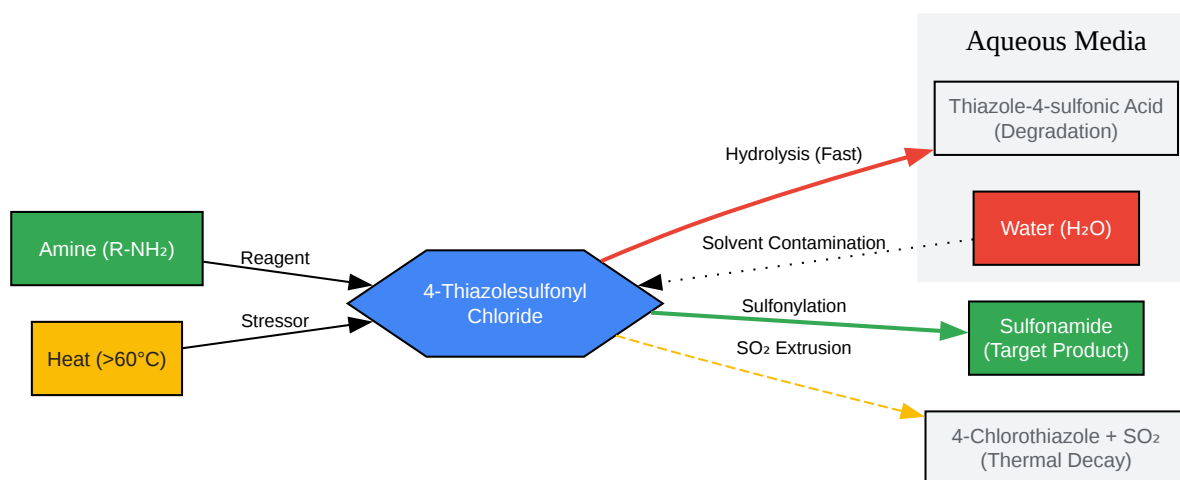 Aqueous Media
Thiazole-4-sulfonic Acid
(Degradation)
Hydrolysis (Fast)
Water (H₂O)
Amine (R-NH₂)
Reagent
Solvent Contamination
4-Thiazolesulfonyl
Chloride
Sulfonylation
Sulfonamide
(Target Product)
Stressor
Heat (>60°C)
SO₂ Extrusion
4-Chlorothiazole + SO₂
(Thermal Decay)